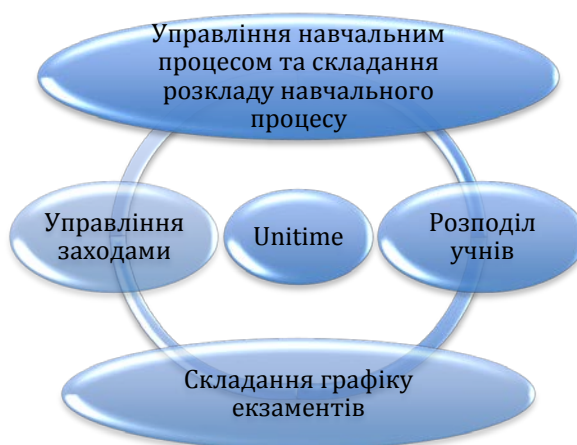 Управління навчальним
процесом та складання
розкладу навчального
процесу
Управління
заходами
Unitime
Розподіл
учнів
Складання графіку
екзаментів